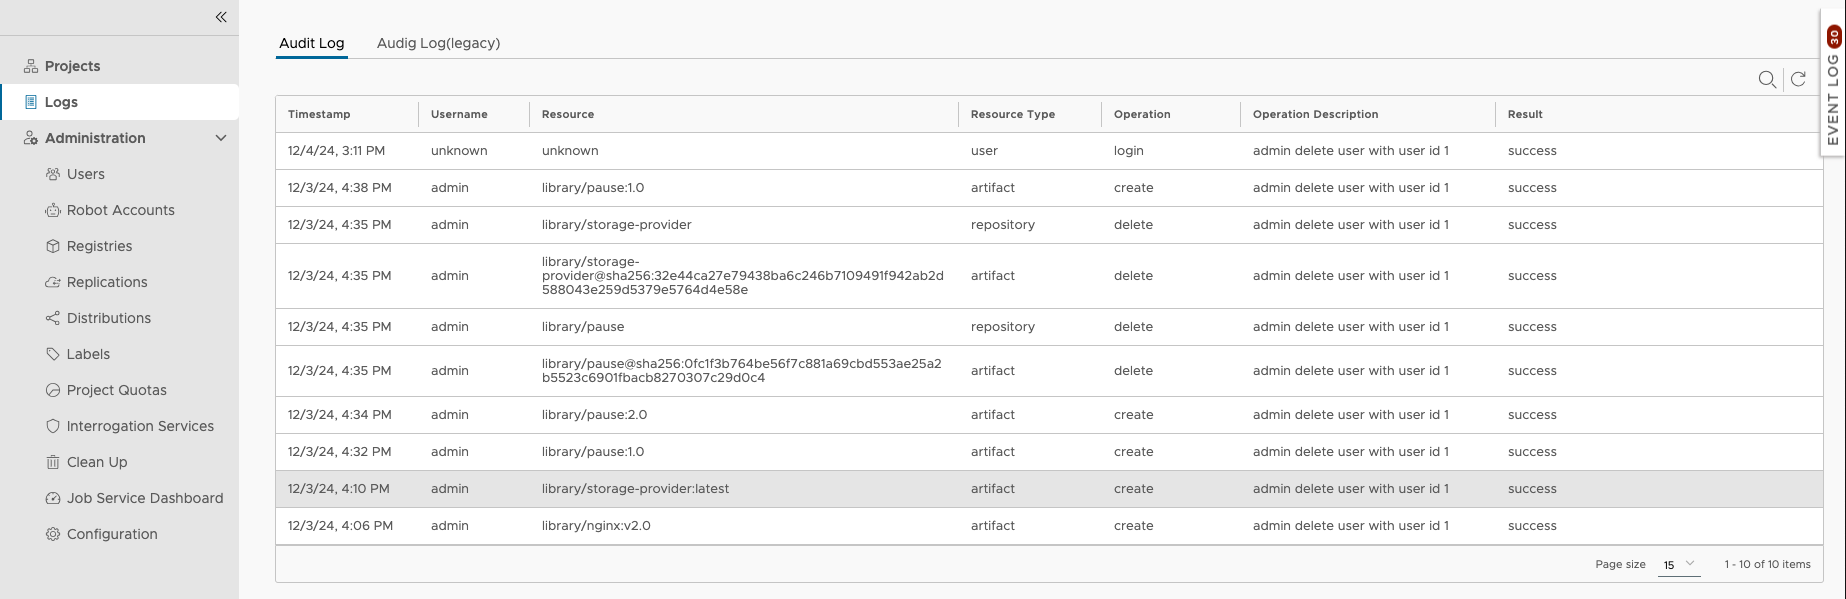 Projects
Logs
Administration
Users
Robot Accounts
Registries
Replications
Distributions
Labels
Project Quotas
Interrogation Services
Clean Up
Job Service Dashboard
Configuration
Audit Log Audig Log(legacy)
Timestamp Username Resource Resource Type Operation Operation Description Result
12/4/24, 3:11 PM unknown unknown user login admin delete user with user id 1 success
12/3/24, 4:38 PM admin library/pause:1.0 artifact create admin delete user with user id 1 success
12/3/24, 4:35 PM admin library/storage-provider repository delete admin delete user with user id 1 success
library/storage-
12/3/24, 4:35 PM admin provider@sha256:32e44ca27e79438ba6c246b7109491f942ab2d artifact delete admin delete user with user id 1 success
588043e259d5379e5764d4e58e
12/3/24, 4:35 PM admin library/pause repository delete admin delete user with user id 1 success
12/3/24, 4:35 PM admin library/pause@sha256:0fc1f3b764be56f7c881a69cbd553ae25a2 artifact delete admin delete user with user id 1 success
b5523c6901fbacb8270307c29d0c4
12/3/24, 4:34 PM admin library/pause:2.0 artifact create admin delete user with user id 1 success
12/3/24, 4:32 PM admin library/pause:1.0 artifact create admin delete user with user id 1 success
12/3/24, 4:10 PM admin library/storage-provider:latest artifact create admin delete user with user id 1 success
12/3/24, 4:06 PM admin library/nginx:v2.0 artifact create admin delete user with user id 1 success
Page size 15 1 - 10 of 10 items
EVENT LOG 30